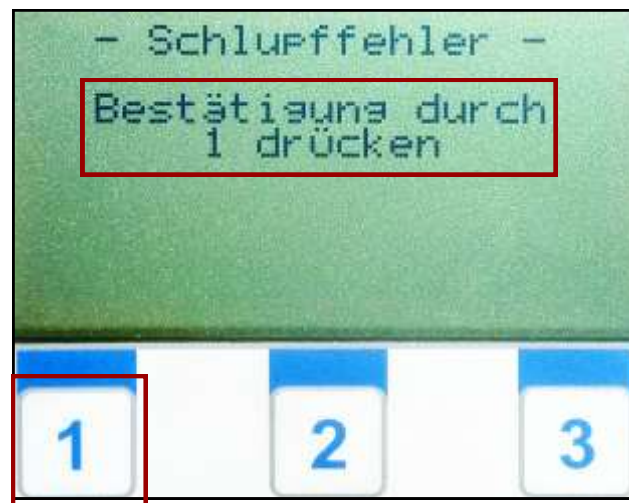 - Schlupffehler -
Bestätigung durch
1 drücken
1 2 3